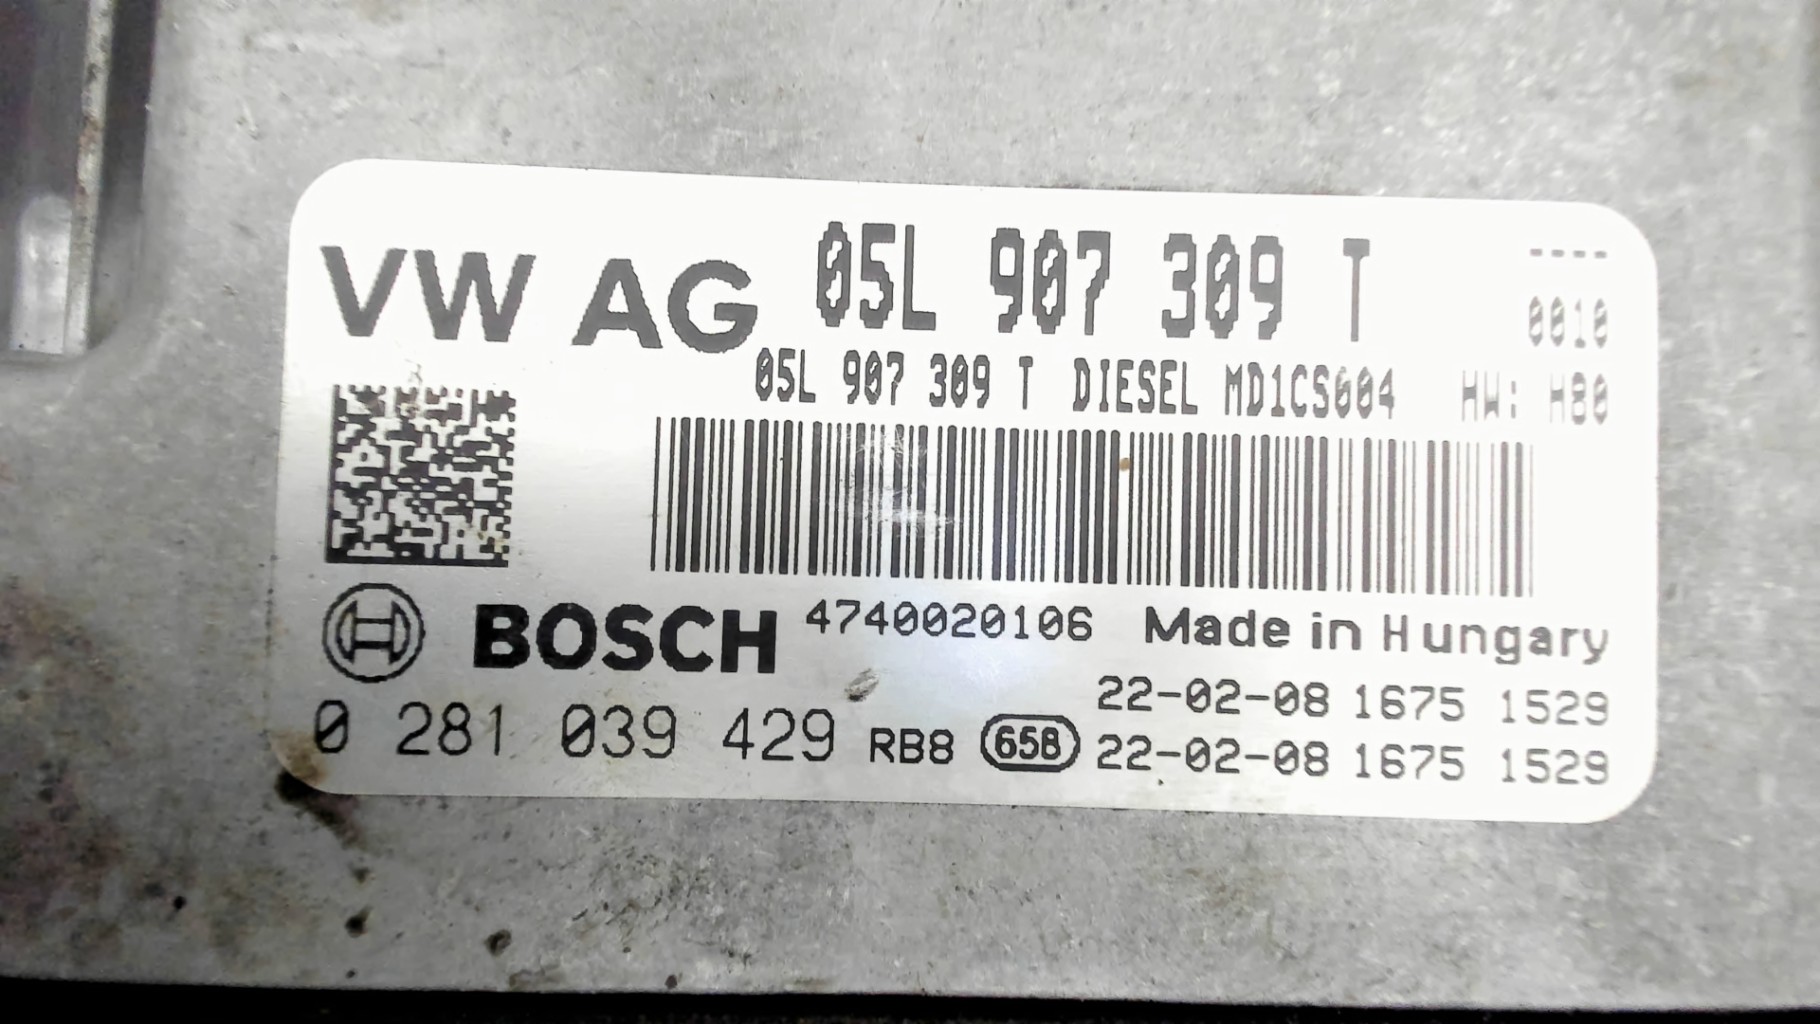 VW AG 05L 907 309 T ----
0010
05L 907 309 T DIESEL MD1CS004 HW: H80
BOSCH 4740020106 Made in Hungary
22-02-08 1675 1529
0 281 039 429 RB8 658 22-02-08 1675 1529